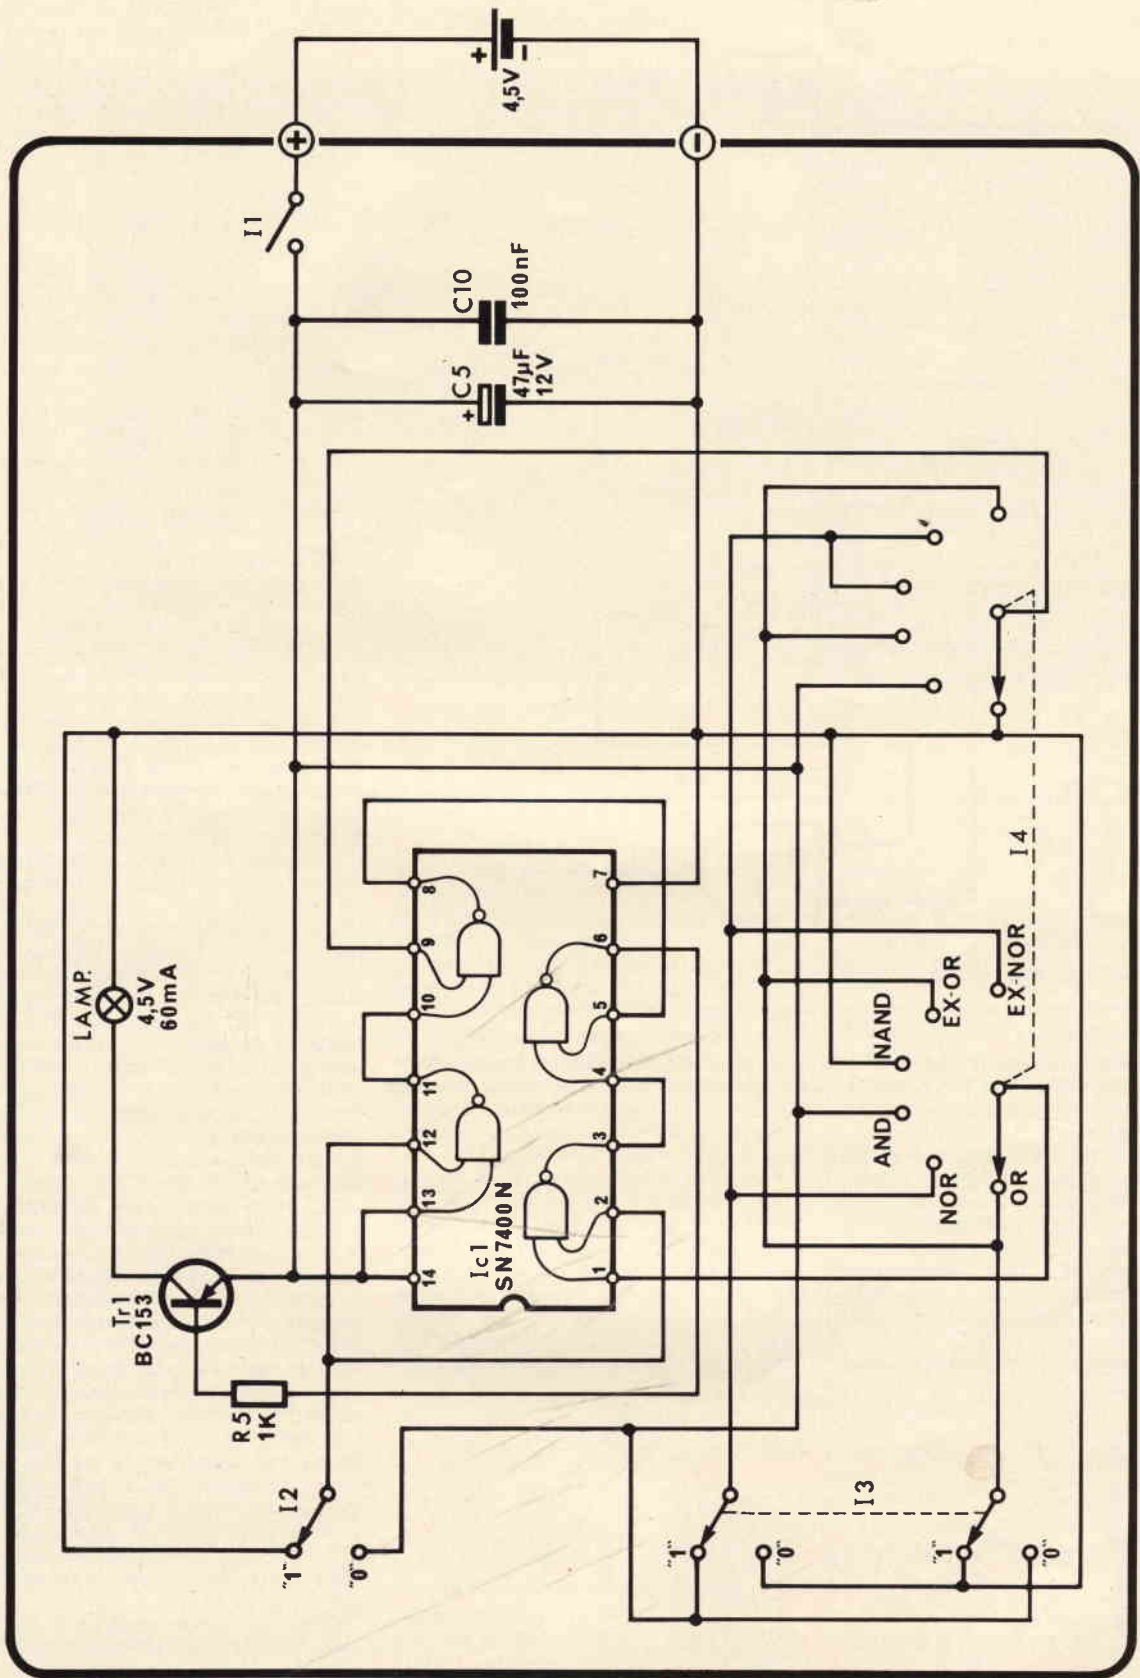 4,5V
+
−
+
−
I1
C10
100nF
C5
+
47µF
12V
LAMP.
4,5V
60mA
8
9
10
11
12
13
14
7
6
5
4
3
2
1
Ic1
SN7400N
Tr1
BC153
R5
1K
I2
"1"
"0"
I3
"1"
"0"
"1"
"0"
I4
OR
NOR
AND
NAND
EX-OR
EX-NOR